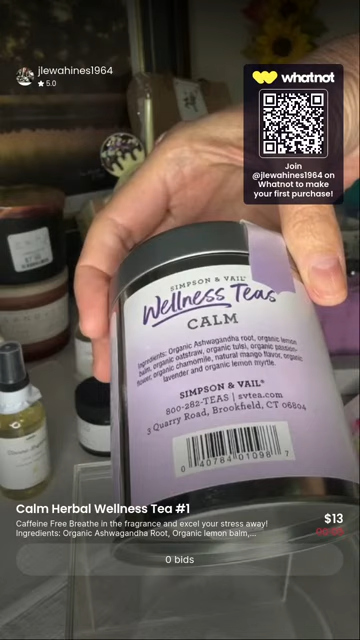 jlewahines1964
★ 5.0
whatnot
Join
@jlewahines1964 on
Whatnot to make
your first purchase!
SIMPSON & VAIL®
Wellness Teas
CALM
Ingredients: Organic Ashwagandha root, organic lemon
balm, organic oatstraw, organic tulsi, organic passion-
flower, organic chamomile, natural mango flavor, organic
lavender and organic lemon myrtle.
SIMPSON & VAIL®
800-282-TEAS | svtea.com
3 Quarry Road, Brookfield, CT 06804
0 40764 01098 7
Calm Herbal Wellness Tea #1
Caffeine Free Breathe in the fragrance and excel your stress away!
Ingredients: Organic Ashwagandha Root, Organic lemon balm,...
$13
0 bids